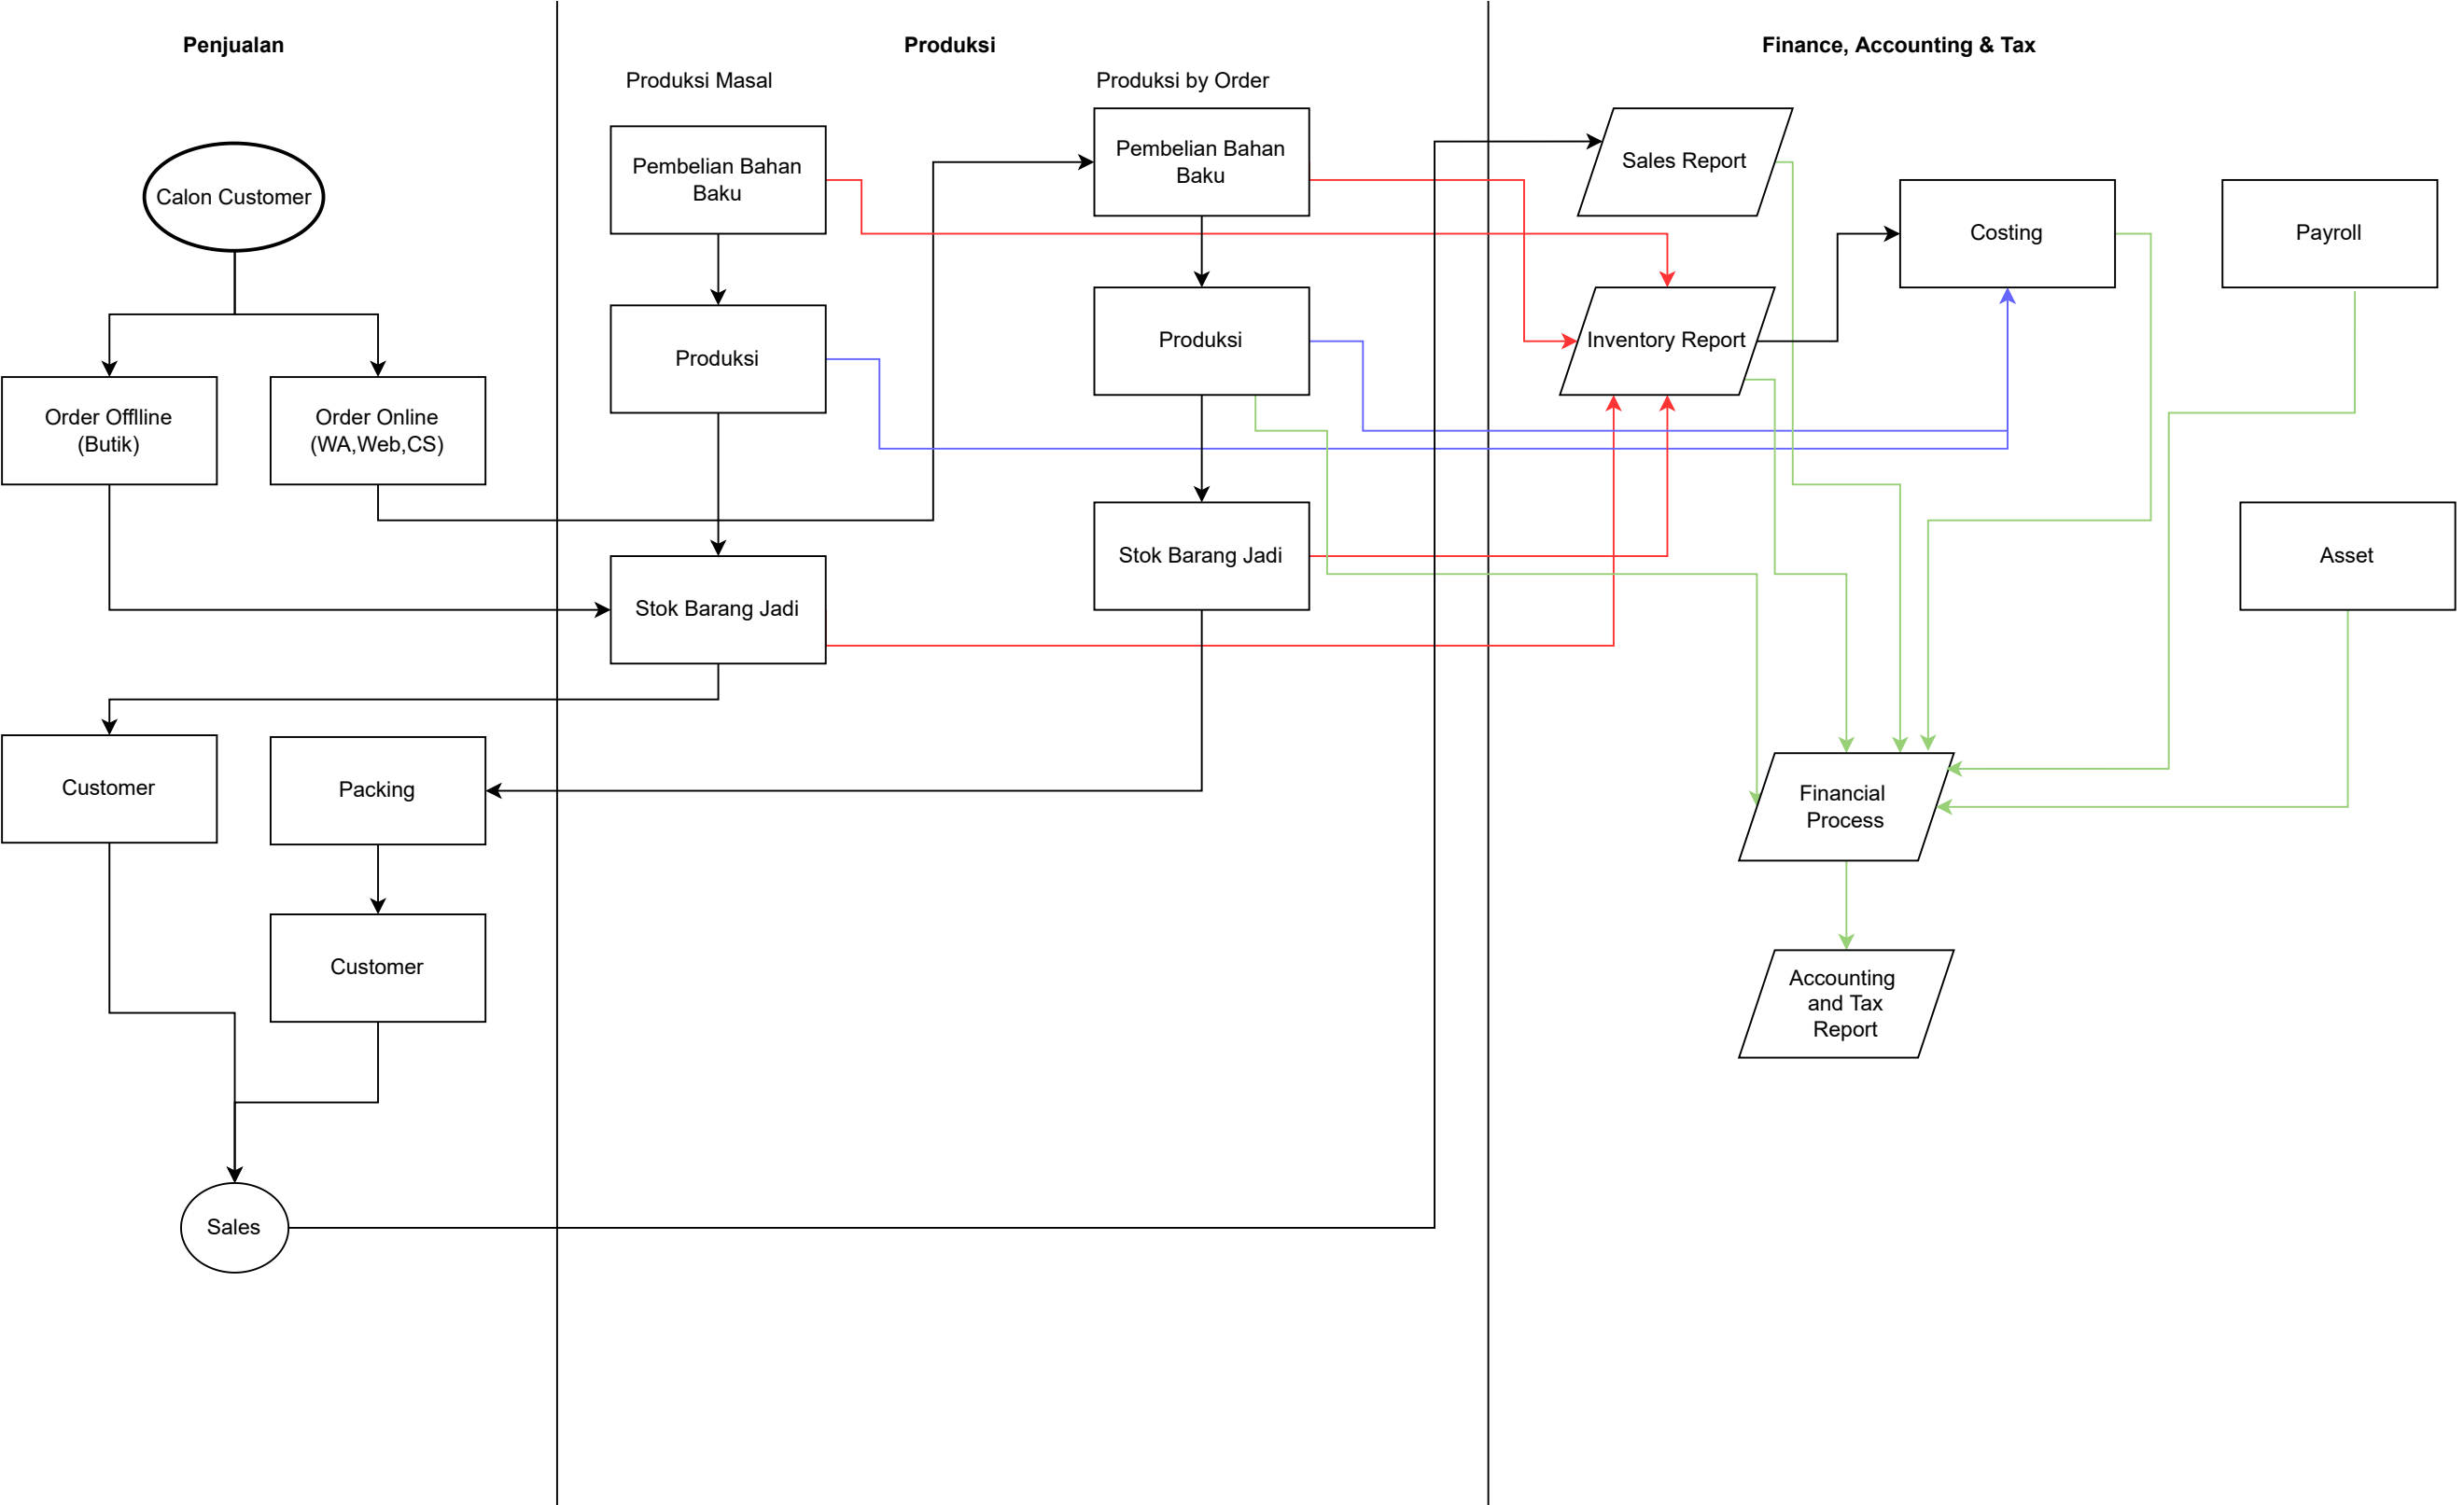 Penjualan
Produksi
Finance, Accounting & Tax
Produksi Masal
Produksi by Order
Calon Customer
Order Offlline
(Butik)
Order Online
(WA,Web,CS)
Customer
Packing
Customer
Sales
Pembelian Bahan
Baku
Produksi
Stok Barang Jadi
Pembelian Bahan
Baku
Produksi
Stok Barang Jadi
Sales Report
Inventory Report
Costing
Payroll
Asset
Financial
Process
Accounting
and Tax
Report